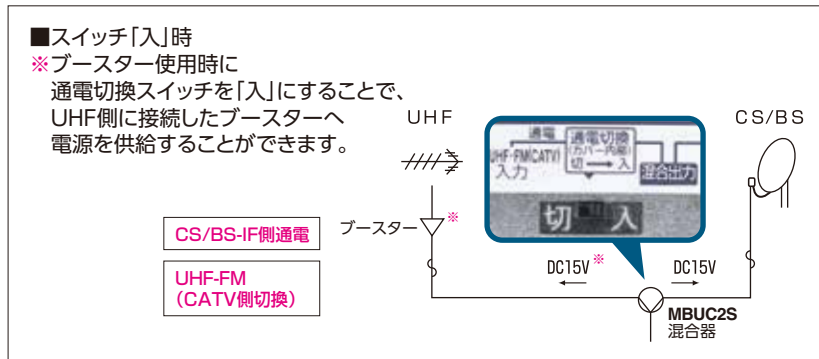 ■スイッチ「入」時
※ブースター使用時に
通電切換スイッチを「入」にすることで、
UHF側に接続したブースターへ
電源を供給することができます。
UHF
CS/BS
通電
通電切換
(カバー内部)
UHF-FM(CATV)
入力
切 → 入
混合出力
切 入
ブースター ※
CS/BS-IF側通電
UHF-FM
(CATV側切換)
DC15V ※
DC15V
MBUC2S
混合器